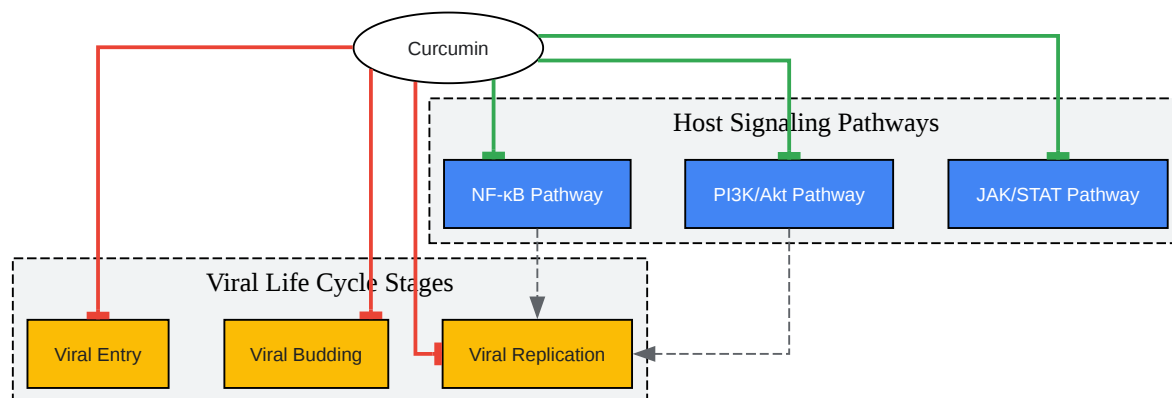 Curcumin
Host Signaling Pathways
NF-κB Pathway
PI3K/Akt Pathway
JAK/STAT Pathway
Viral Life Cycle Stages
Viral Entry
Viral Budding
Viral Replication